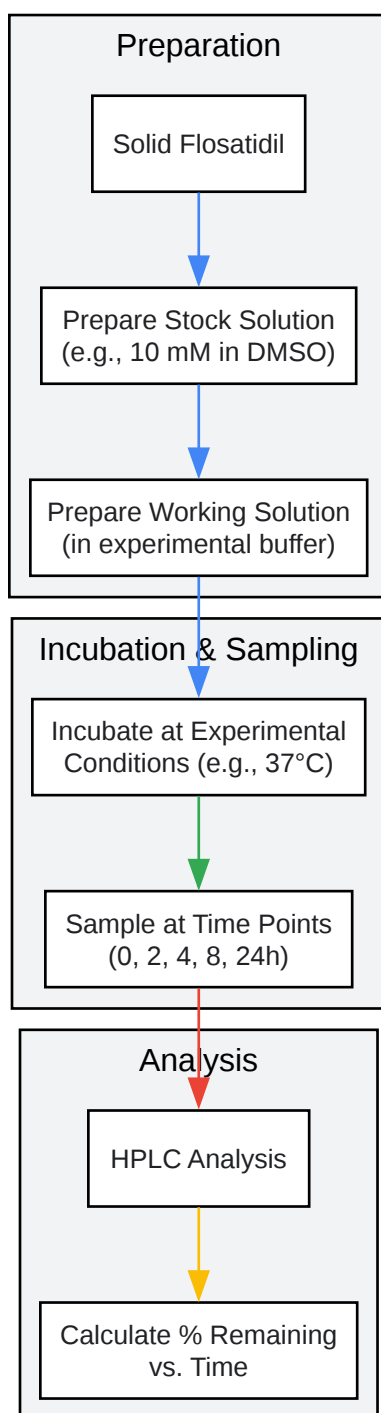 Preparation
Solid Flosatidil
Prepare Stock Solution
(e.g., 10 mM in DMSO)
Prepare Working Solution
(in experimental buffer)
Incubation & Sampling
Incubate at Experimental
Conditions (e.g., 37°C)
Sample at Time Points
(0, 2, 4, 8, 24h)
Analysis
HPLC Analysis
Calculate % Remaining
vs. Time